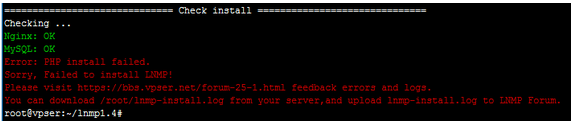 ============================== Check install ==============================
Checking ...
Nginx: OK
MySQL: OK
Error: PHP install failed.
Sorry, Failed to install LNMP!
Please visit https://bbs.vpser.net/forum-25-1.html feedback errors and logs.
You can download /root/lnmp-install.log from your server,and upload lnmp-install.log to LNMP Forum.
root@vpser:~/lnmp1.4#